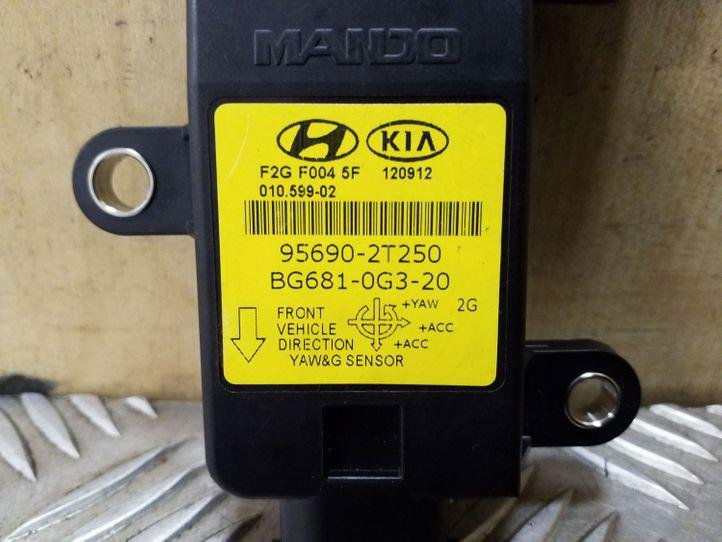 MANDO
KIA
F2G F004 5F 120912
010.599-02
95690-2T250
BG681-0G3-20
FRONT
VEHICLE
DIRECTION
+YAW 2G
+ACC
+ACC
YAW&G SENSOR